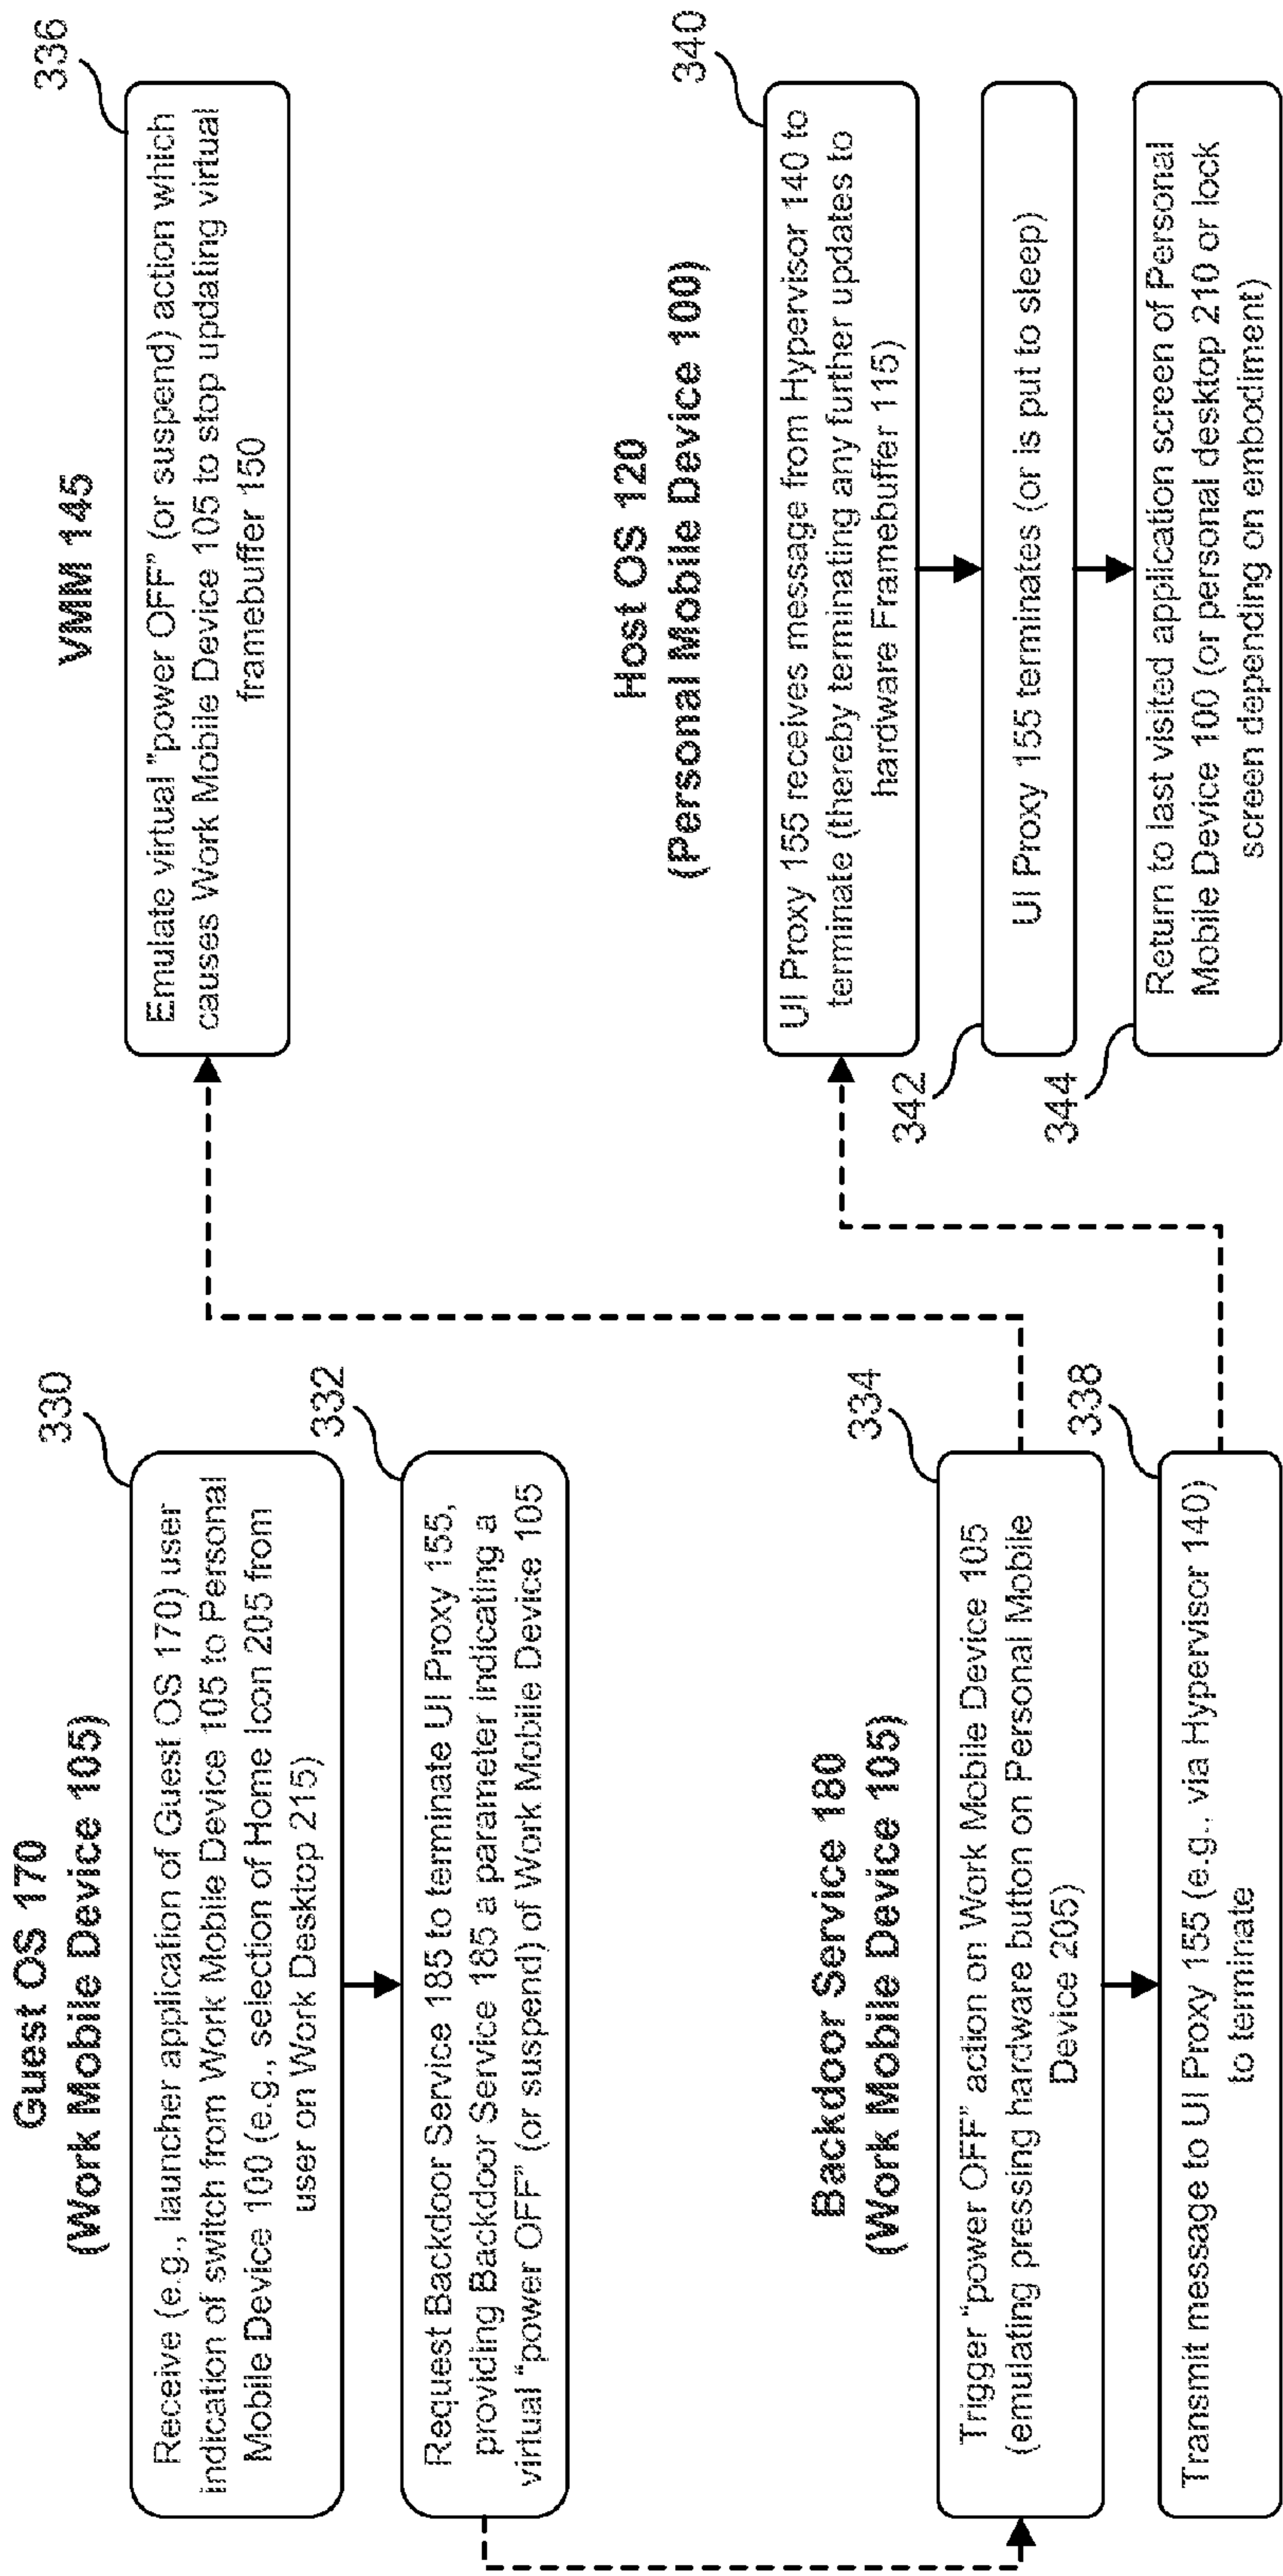 Guest OS 170
(Work Mobile Device 105)
330
Receive (e.g., launcher application of Guest OS 170) user
indication of switch from Work Mobile Device 105 to Personal
Mobile Device 100 (e.g., selection of Home Icon 205 from
user on Work Desktop 215)
332
Request Backdoor Service 185 to terminate UI Proxy 155,
providing Backdoor Service 185 a parameter indicating a
virtual "power OFF" (or suspend) of Work Mobile Device 105
Backdoor Service 180
(Work Mobile Device 105)
334
Trigger "power OFF" action on Work Mobile Device 105
(emulating pressing hardware button on Personal Mobile
Device 205)
338
Transmit message to UI Proxy 155 (e.g., via Hypervisor 140)
to terminate
VMM 145
336
Emulate virtual "power OFF" (or suspend) action which
causes Work Mobile Device 105 to stop updating virtual
framebuffer 150
Host OS 120
(Personal Mobile Device 100)
340
UI Proxy 155 receives message from Hypervisor 140 to
terminate (thereby terminating any further updates to
hardware Framebuffer 115)
342
UI Proxy 155 terminates (or is put to sleep)
344
Return to last visited application screen of Personal
Mobile Device 100 (or personal desktop 210 or lock
screen depending on embodiment)